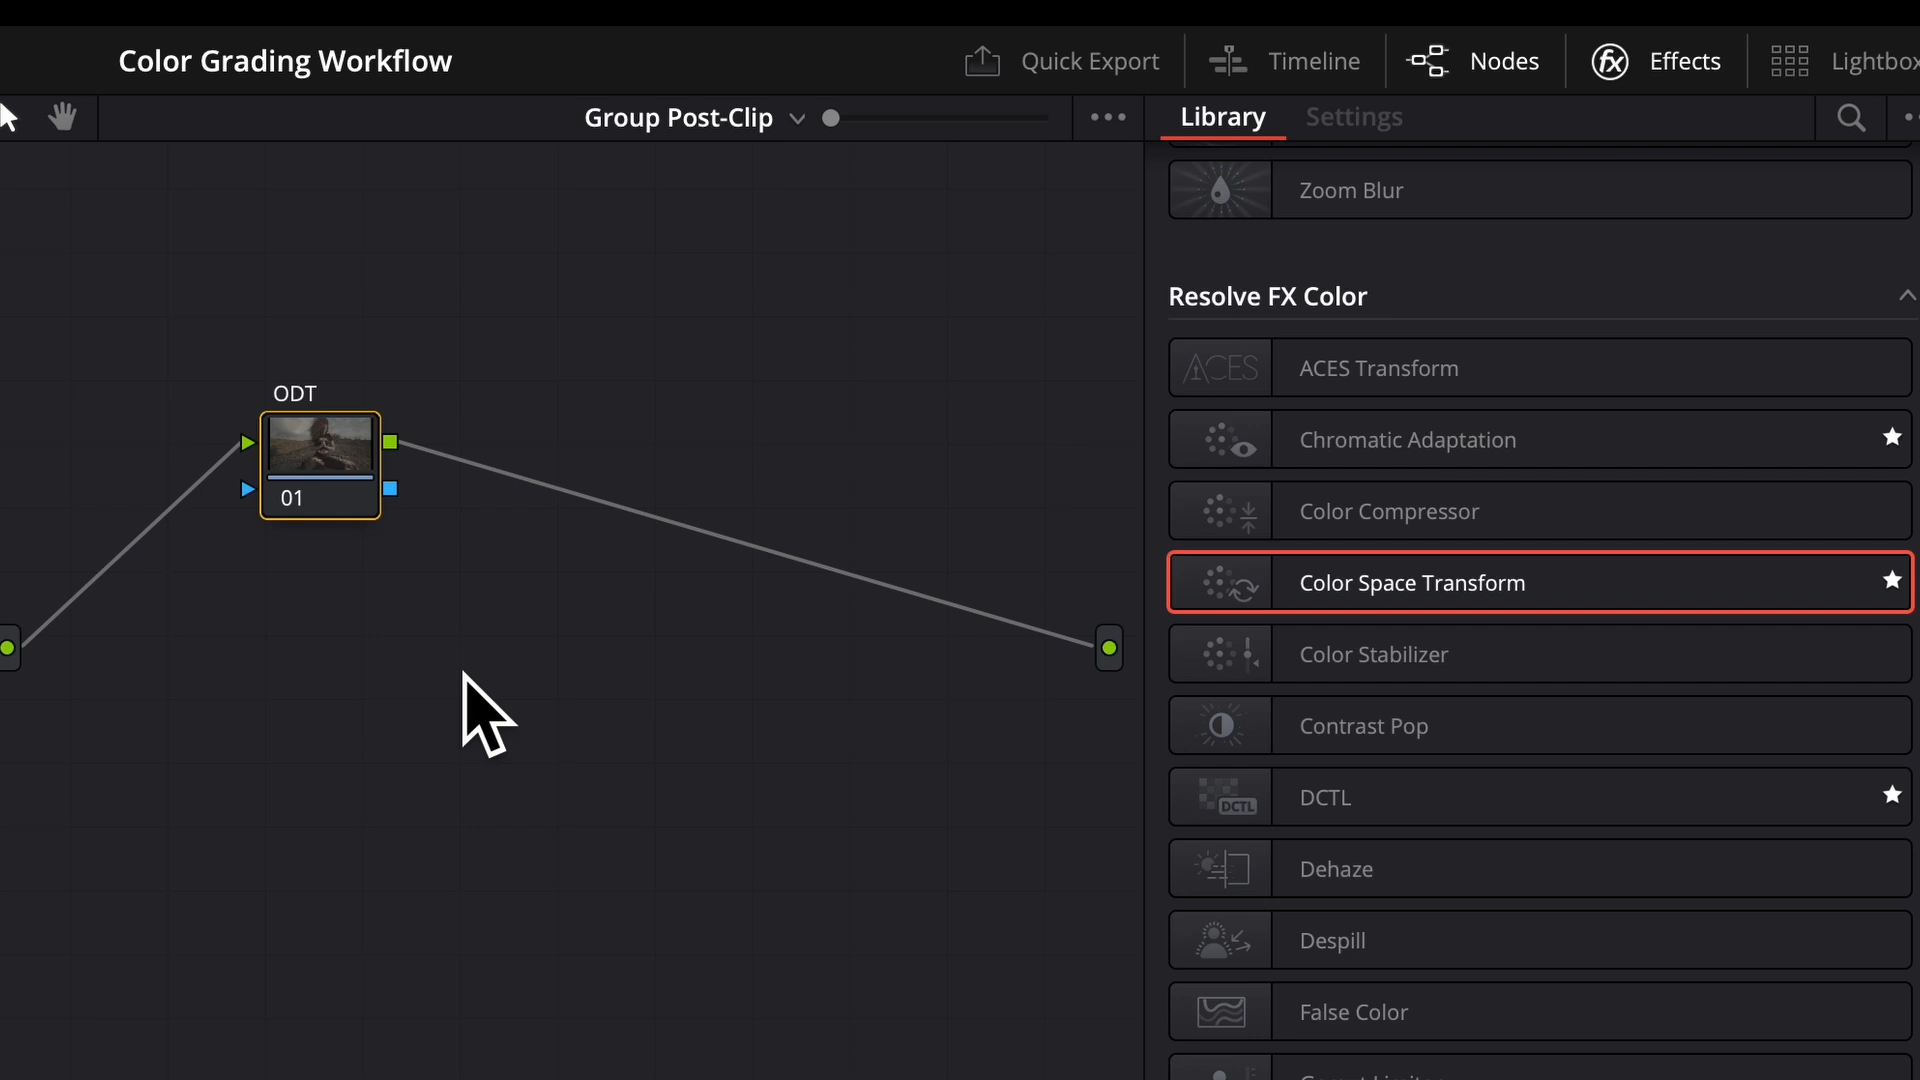 Color Grading Workflow
Quick Export
Timeline
Nodes
fx
Effects
Group Post-Clip
Library
Settings
Zoom Blur
Resolve FX Color
ACES
ACES Transform
Chromatic Adaptation
Color Compressor
Color Space Transform
Color Stabilizer
Contrast Pop
DCTL
DCTL
Dehaze
Despill
False Color
ODT
01